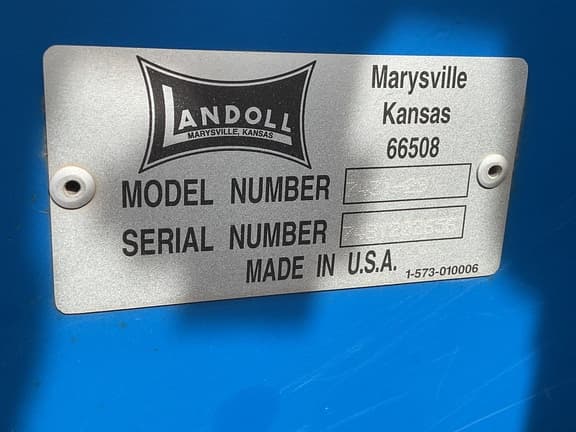 LANDOLL
MARYSVILLE, KANSAS
Marysville
Kansas
66508
MODEL NUMBER
SERIAL NUMBER
MADE IN U.S.A.
1-573-010006